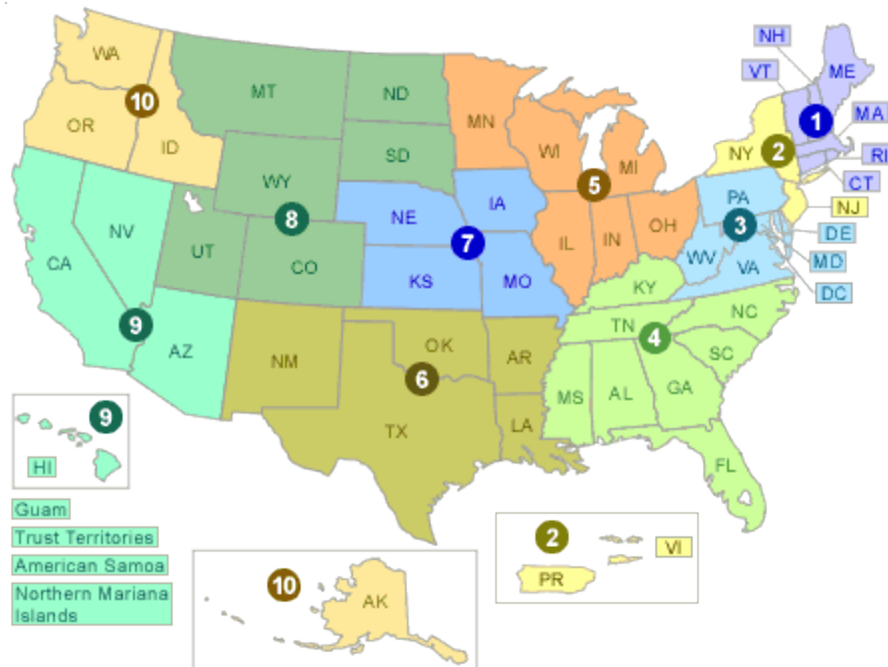 NH
WA
VT
ME
MT
ND
10
MN
1
MA
OR
ID
WI
MI
NY
2
RI
SD
WY
5
CT
PA
NJ
IA
NE
8
3
DE
NV
7
IL
IN
OH
WV
UT
CA
CO
KS
MO
VA
MD
KY
DC
NC
9
TN
4
AZ
NM
OK
AR
SC
6
MS
AL
GA
TX
LA
9
HI
FL
Guam
Trust Territories
2
VI
American Samoa
PR
10
AK
Northern Mariana
Islands